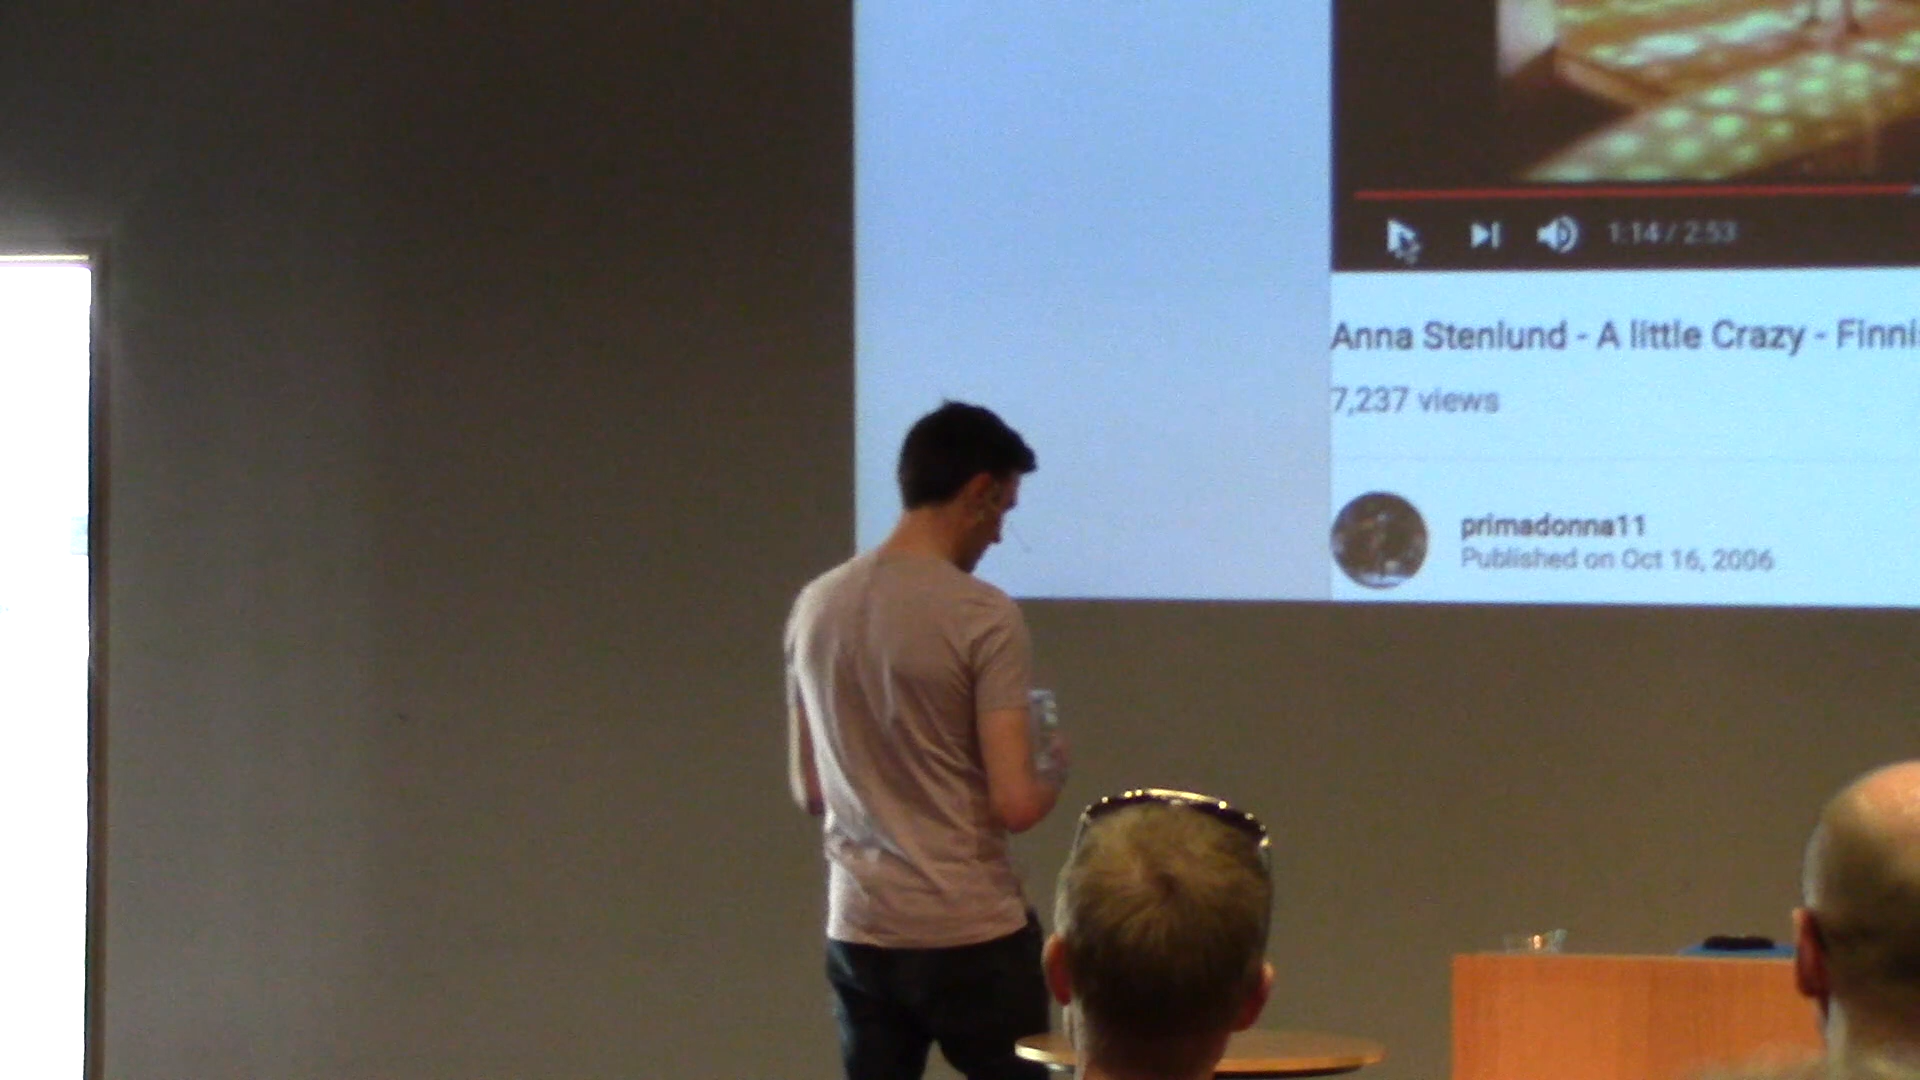 1:14 / 2:53
Anna Stenlund - A little Crazy - Finni
7,237 views
primadonna11
Published on Oct 16, 2006